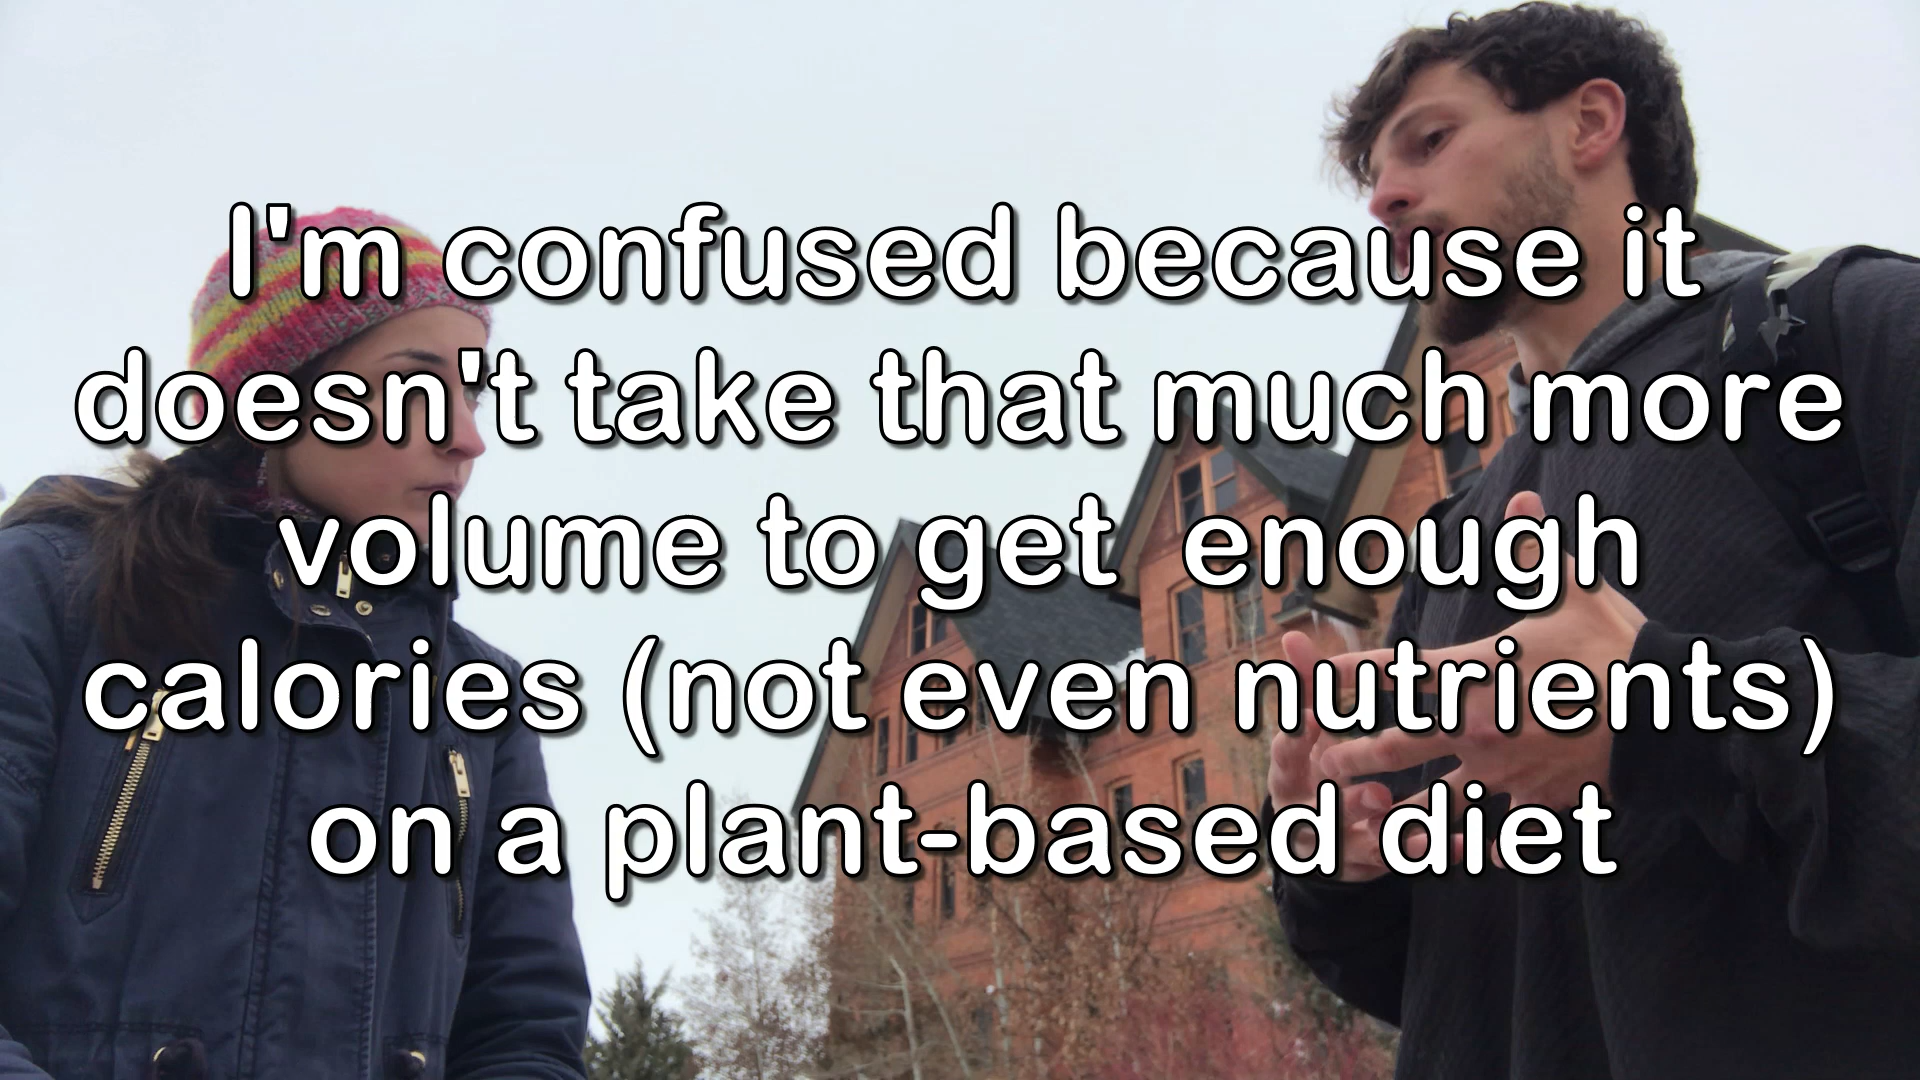 I'm confused because it
doesn't take that much more
volume to get  enough
calories (not even nutrients)
on a plant-based diet